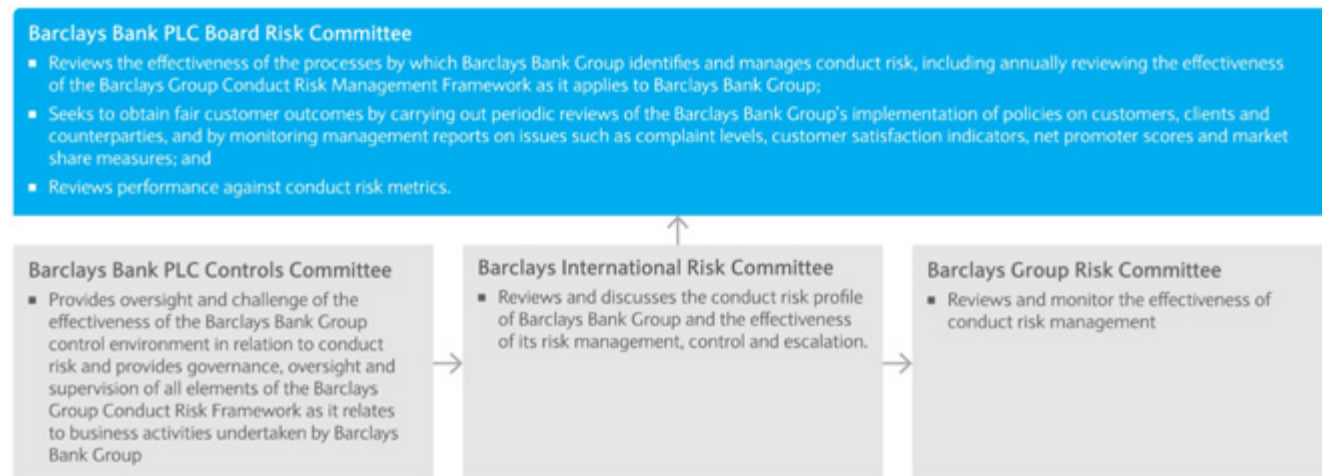 Barclays Bank PLC Board Risk Committee
▪ Reviews the effectiveness of the processes by which Barclays Bank Group identifies and manages conduct risk, including annually reviewing the effectiveness
of the Barclays Group Conduct Risk Management Framework as it applies to Barclays Bank Group;
▪ Seeks to obtain fair customer outcomes by carrying out periodic reviews of the Barclays Bank Group's implementation of policies on customers, clients and
counterparties, and by monitoring management reports on issues such as complaint levels, customer satisfaction indicators, net promoter scores and market
share measures; and
▪ Reviews performance against conduct risk metrics.
Barclays Bank PLC Controls Committee
▪ Provides oversight and challenge of the
effectiveness of the Barclays Bank Group
control environment in relation to conduct
risk and provides governance, oversight and
supervision of all elements of the Barclays
Group Conduct Risk Framework as it relates
to business activities undertaken by Barclays
Bank Group
Barclays International Risk Committee
▪ Reviews and discusses the conduct risk profile
of Barclays Bank Group and the effectiveness
of its risk management, control and escalation.
Barclays Group Risk Committee
▪ Reviews and monitor the effectiveness of
conduct risk management